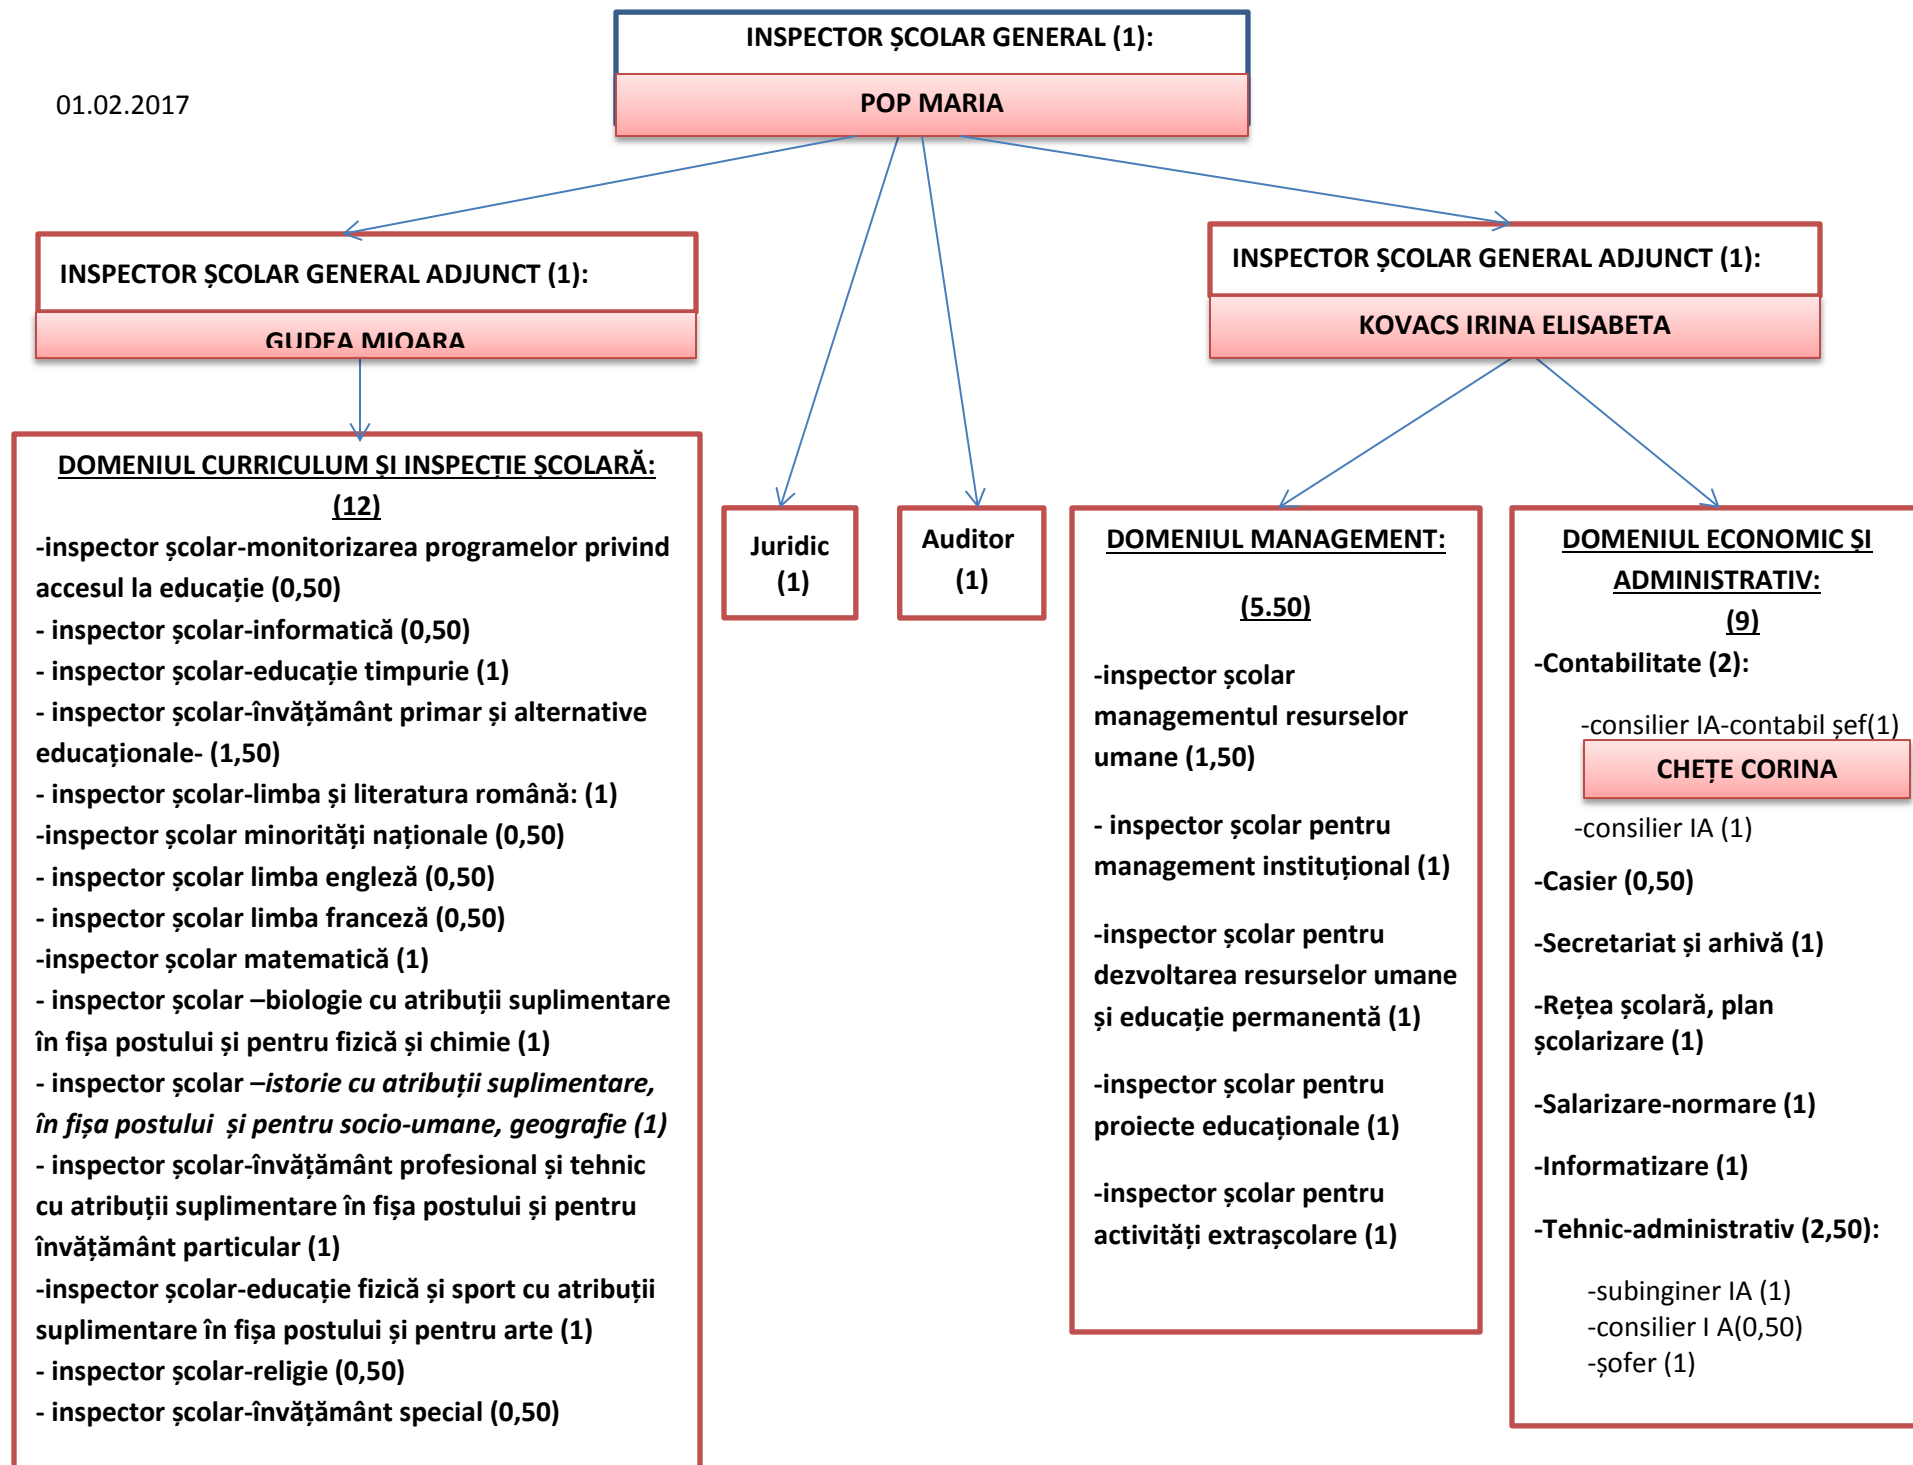 INSPECTOR ȘCOLAR GENERAL (1):
POP MARIA
01.02.2017
INSPECTOR ȘCOLAR GENERAL ADJUNCT (1):
GUDEA MIOARA
INSPECTOR ȘCOLAR GENERAL ADJUNCT (1):
KOVACS IRINA ELISABETA
DOMENIUL CURRICULUM ȘI INSPECȚIE ȘCOLARĂ:
(12)
-inspector școlar-monitorizarea programelor privind
accesul la educație (0,50)
- inspector școlar-informatică (0,50)
- inspector școlar-educație timpurie (1)
- inspector școlar-învățământ primar și alternative
educaționale- (1,50)
- inspector școlar-limba și literatura română: (1)
-inspector școlar minorități naționale (0,50)
- inspector școlar limba engleză (0,50)
- inspector școlar limba franceză (0,50)
-inspector școlar matematică (1)
- inspector școlar –biologie cu atribuții suplimentare
în fișa postului și pentru fizică și chimie (1)
- inspector școlar –istorie cu atribuții suplimentare,
în fișa postului  și pentru socio-umane, geografie (1)
- inspector școlar-învățământ profesional și tehnic
cu atribuții suplimentare în fișa postului și pentru
învățământ particular (1)
-inspector școlar-educație fizică și sport cu atribuții
suplimentare în fișa postului și pentru arte (1)
- inspector școlar-religie (0,50)
- inspector școlar-învățământ special (0,50)
Juridic
(1)
Auditor
(1)
DOMENIUL MANAGEMENT:
(5.50)
-inspector școlar
managementul resurselor
umane (1,50)
- inspector școlar pentru
management instituțional (1)
-inspector școlar pentru
dezvoltarea resurselor umane
și educație permanentă (1)
-inspector școlar pentru
proiecte educaționale (1)
-inspector școlar pentru
activități extrașcolare (1)
DOMENIUL ECONOMIC ȘI
ADMINISTRATIV:
(9)
-Contabilitate (2):
-consilier IA-contabil șef(1)
CHEȚE CORINA
-consilier IA (1)
-Casier (0,50)
-Secretariat și arhivă (1)
-Rețea școlară, plan
școlarizare (1)
-Salarizare-normare (1)
-Informatizare (1)
-Tehnic-administrativ (2,50):
-subinginer IA (1)
-consilier I A(0,50)
-șofer (1)